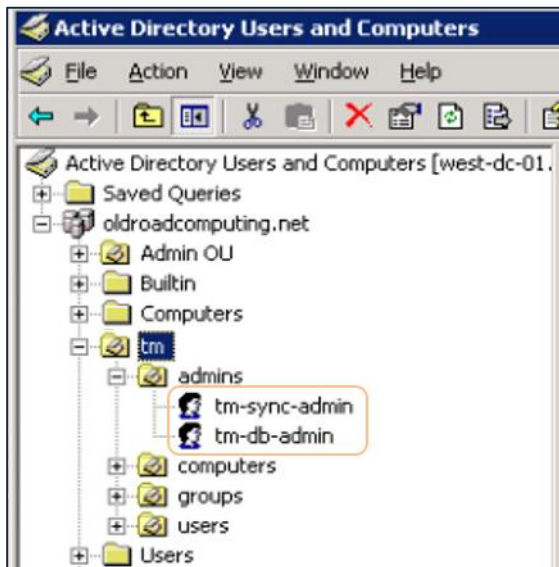 Active Directory Users and Computers
File Action View Window Help
Active Directory Users and Computers [west-dc-01.
Saved Queries
oldroadcomputing.net
Admin OU
Builtin
Computers
tm
admins
tm-sync-admin
tm-db-admin
computers
groups
users
Users